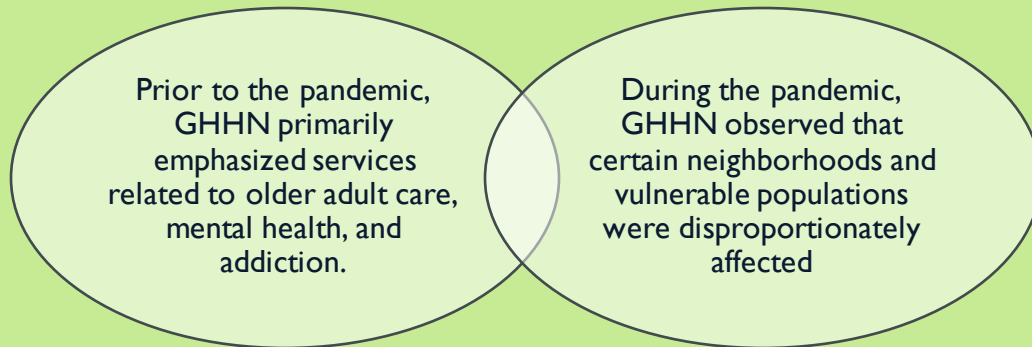 Prior to the pandemic,
GHHN primarily
emphasized services
related to older adult care,
mental health, and
addiction.
During the pandemic,
GHHN observed that
certain neighborhoods and
vulnerable populations
were disproportionately
affected